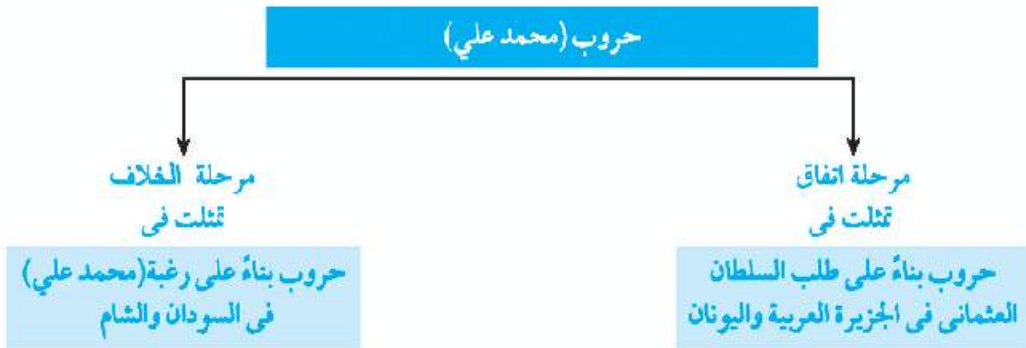 حروب (محمد علي)
مرحلة اتفاق
تمثلت فى
حروب بناءً على طلب السلطان
العثمانى فى الجزيرة العربية واليونان
مرحلة الخلاف
تمثلت فى
حروب بناءً على رغبة (محمد علي)
فى السودان والشام